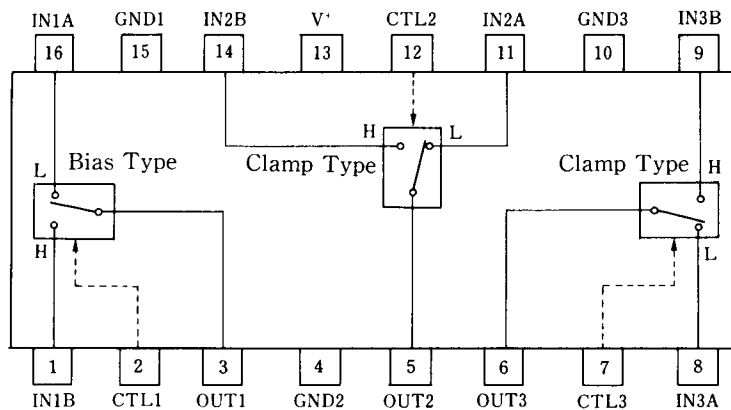 IN1A GND1 IN2B V+ CTL2 IN2A GND3 IN3B
16 15 14 13 12 11 10 9
H L
L Bias Type Clamp Type Clamp Type H
H L
1 2 3 4 5 6 7 8
IN1B CTL1 OUT1 GND2 OUT2 OUT3 CTL3 IN3A